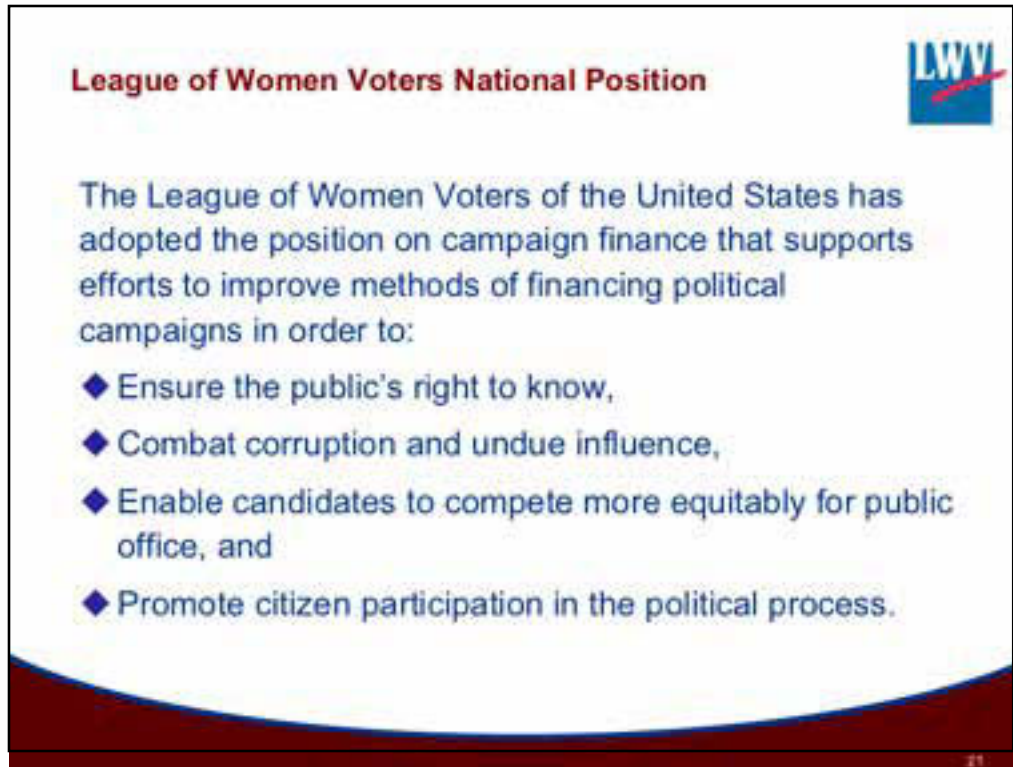 League of Women Voters National Position
LWV
The League of Women Voters of the United States has
adopted the position on campaign finance that supports
efforts to improve methods of financing political
campaigns in order to:
◆ Ensure the public's right to know,
◆ Combat corruption and undue influence,
◆ Enable candidates to compete more equitably for public
office, and
◆ Promote citizen participation in the political process.
21